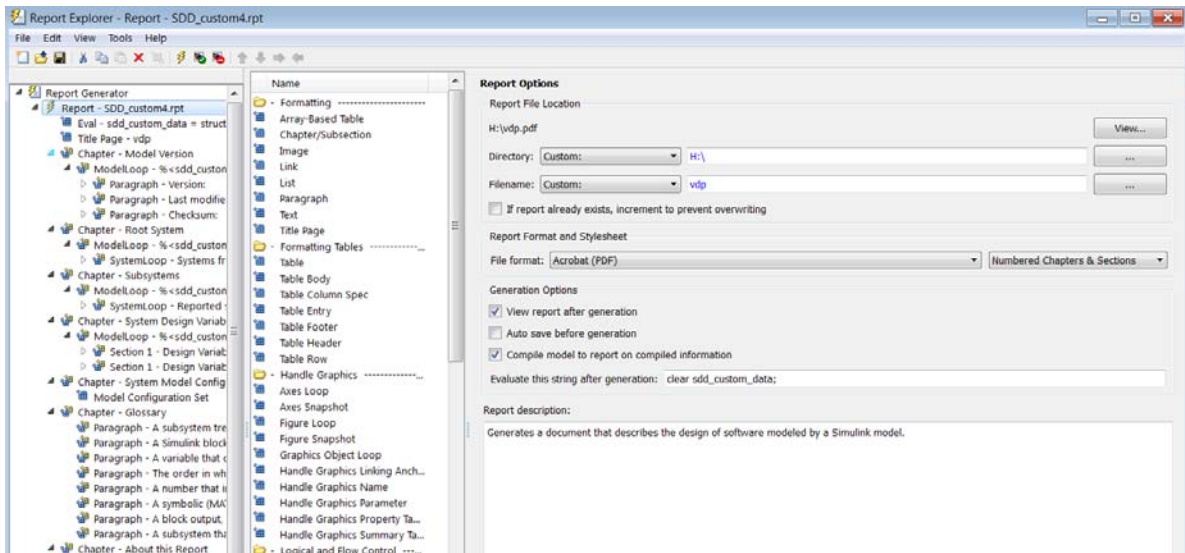 Report Explorer - Report - SDD_custom4.rpt
File Edit View Tools Help
Report Generator
Report - SDD_custom4.rpt
Eval - sdd_custom_data = struct
Title Page - vdp
Chapter - Model Version
ModelLoop - %<sdd_custon
Paragraph - Version:
Paragraph - Last modifie
Paragraph - Checksum:
Chapter - Root System
ModelLoop - %<sdd_custon
SystemLoop - Systems fr
Chapter - Subsystems
ModelLoop - %<sdd_custon
SystemLoop - Reported
Chapter - System Design Variab
ModelLoop - %<sdd_custon
Section 1 - Design Variab
Section 1 - Design Variab
Chapter - System Model Config
Model Configuration Set
Chapter - Glossary
Paragraph - A subsystem tre
Paragraph - A Simulink block
Paragraph - A variable that
Paragraph - The order in wh
Paragraph - A number that
Paragraph - A symbolic (MA
Paragraph - A block output,
Paragraph - A subsystem tha
Chapter - About this Report
Name
- Formatting ----------------------
Array-Based Table
Chapter/Subsection
Image
Link
List
Paragraph
Text
Title Page
- Formatting Tables ------------...
Table
Table Body
Table Column Spec
Table Entry
Table Footer
Table Header
Table Row
- Handle Graphics --------------...
Axes Loop
Axes Snapshot
Figure Loop
Figure Snapshot
Graphics Object Loop
Handle Graphics Linking Anch...
Handle Graphics Name
Handle Graphics Parameter
Handle Graphics Property Ta...
Handle Graphics Summary Ta...
- Logical and Flow Control ---...
Report Options
Report File Location
H:\vdp.pdf View...
Directory: Custom: H:\ ...
Filename: Custom: vdp ...
If report already exists, increment to prevent overwriting
Report Format and Stylesheet
File format: Acrobat (PDF) Numbered Chapters & Sections
Generation Options
View report after generation
Auto save before generation
Compile model to report on compiled information
Evaluate this string after generation: clear sdd_custom_data;
Report description:
Generates a document that describes the design of software modeled by a Simulink model.